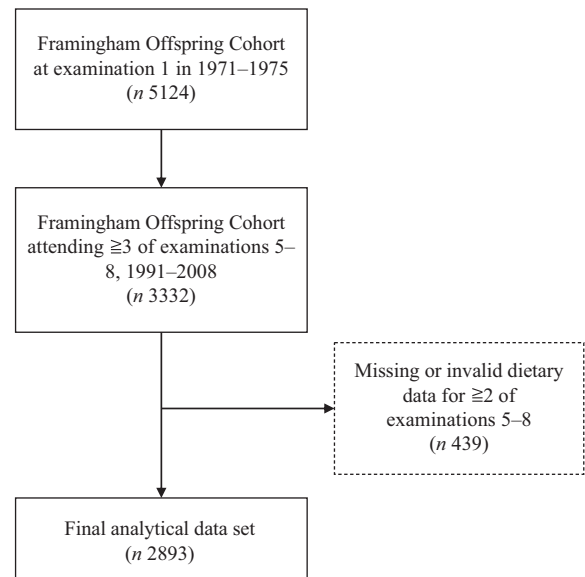 Framingham Offspring Cohort
at examination 1 in 1971–1975
(n 5124)
Framingham Offspring Cohort
attending ≧3 of examinations 5–
8, 1991–2008
(n 3332)
Missing or invalid dietary
data for ≧2 of
examinations 5–8
(n 439)
Final analytical data set
(n 2893)